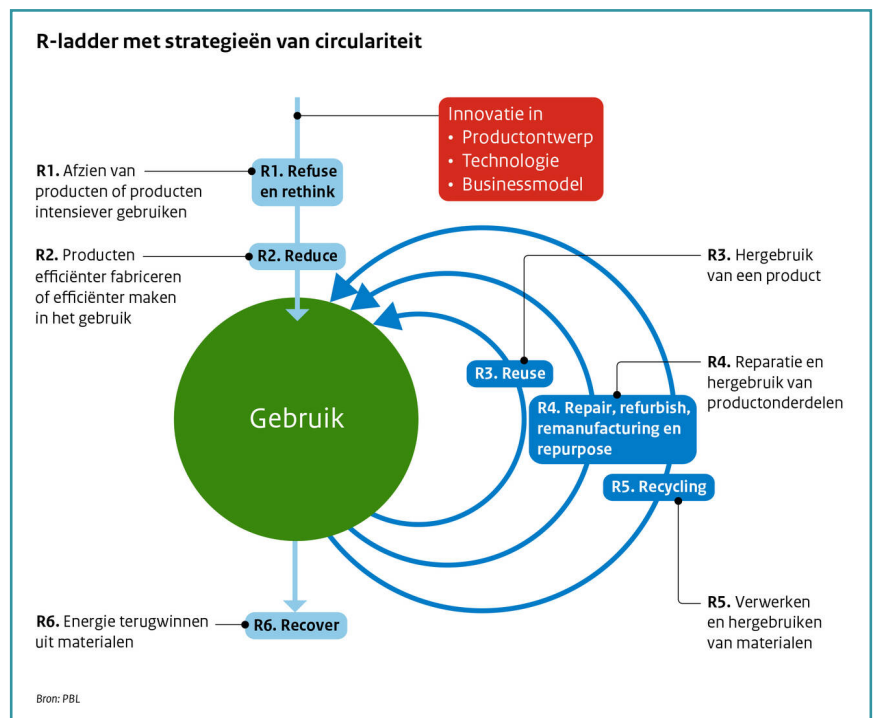 R-ladder met strategieën van circulariteit
Innovatie in
• Productontwerp
• Technologie
• Businessmodel
R1. Afzien van
producten of producten
intensiever gebruiken
R1. Refuse
en rethink
R2. Producten
efficiënter fabriceren
of efficiënter maken
in het gebruik
R2. Reduce
R3. Hergebruik
van een product
R3. Reuse
R4. Reparatie en
hergebruik van
productonderdelen
R4. Repair, refurbish,
remanufacturing en
repurpose
Gebruik
R5. Recycling
R5. Verwerken
en hergebruiken
van materialen
R6. Energie terugwinnen
uit materialen
R6. Recover
Bron: PBL